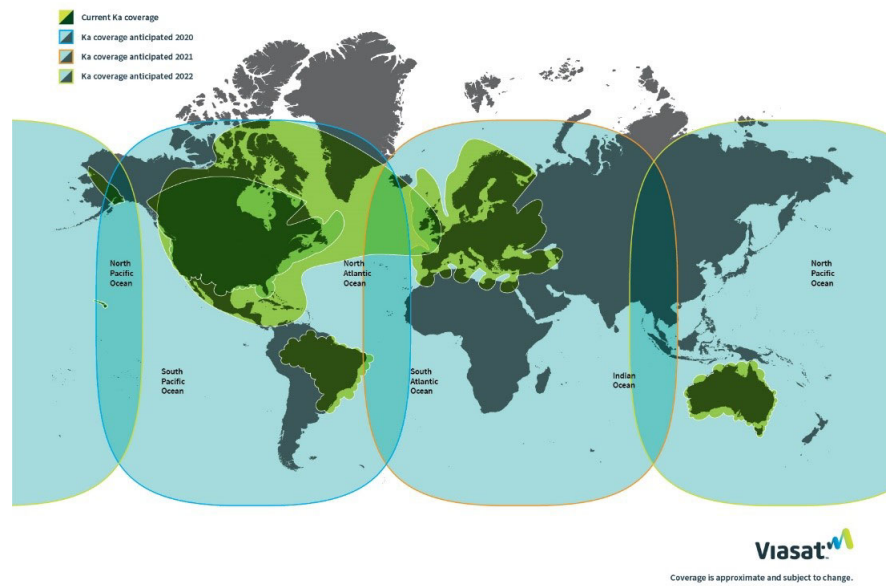 Current Ka coverage
Ka coverage anticipated 2020
Ka coverage anticipated 2021
Ka coverage anticipated 2022
North
Pacific
Ocean
North
Atlantic
Ocean
North
Pacific
Ocean
South
Pacific
Ocean
South
Atlantic
Ocean
Indian
Ocean
Viasat
Coverage is approximate and subject to change.